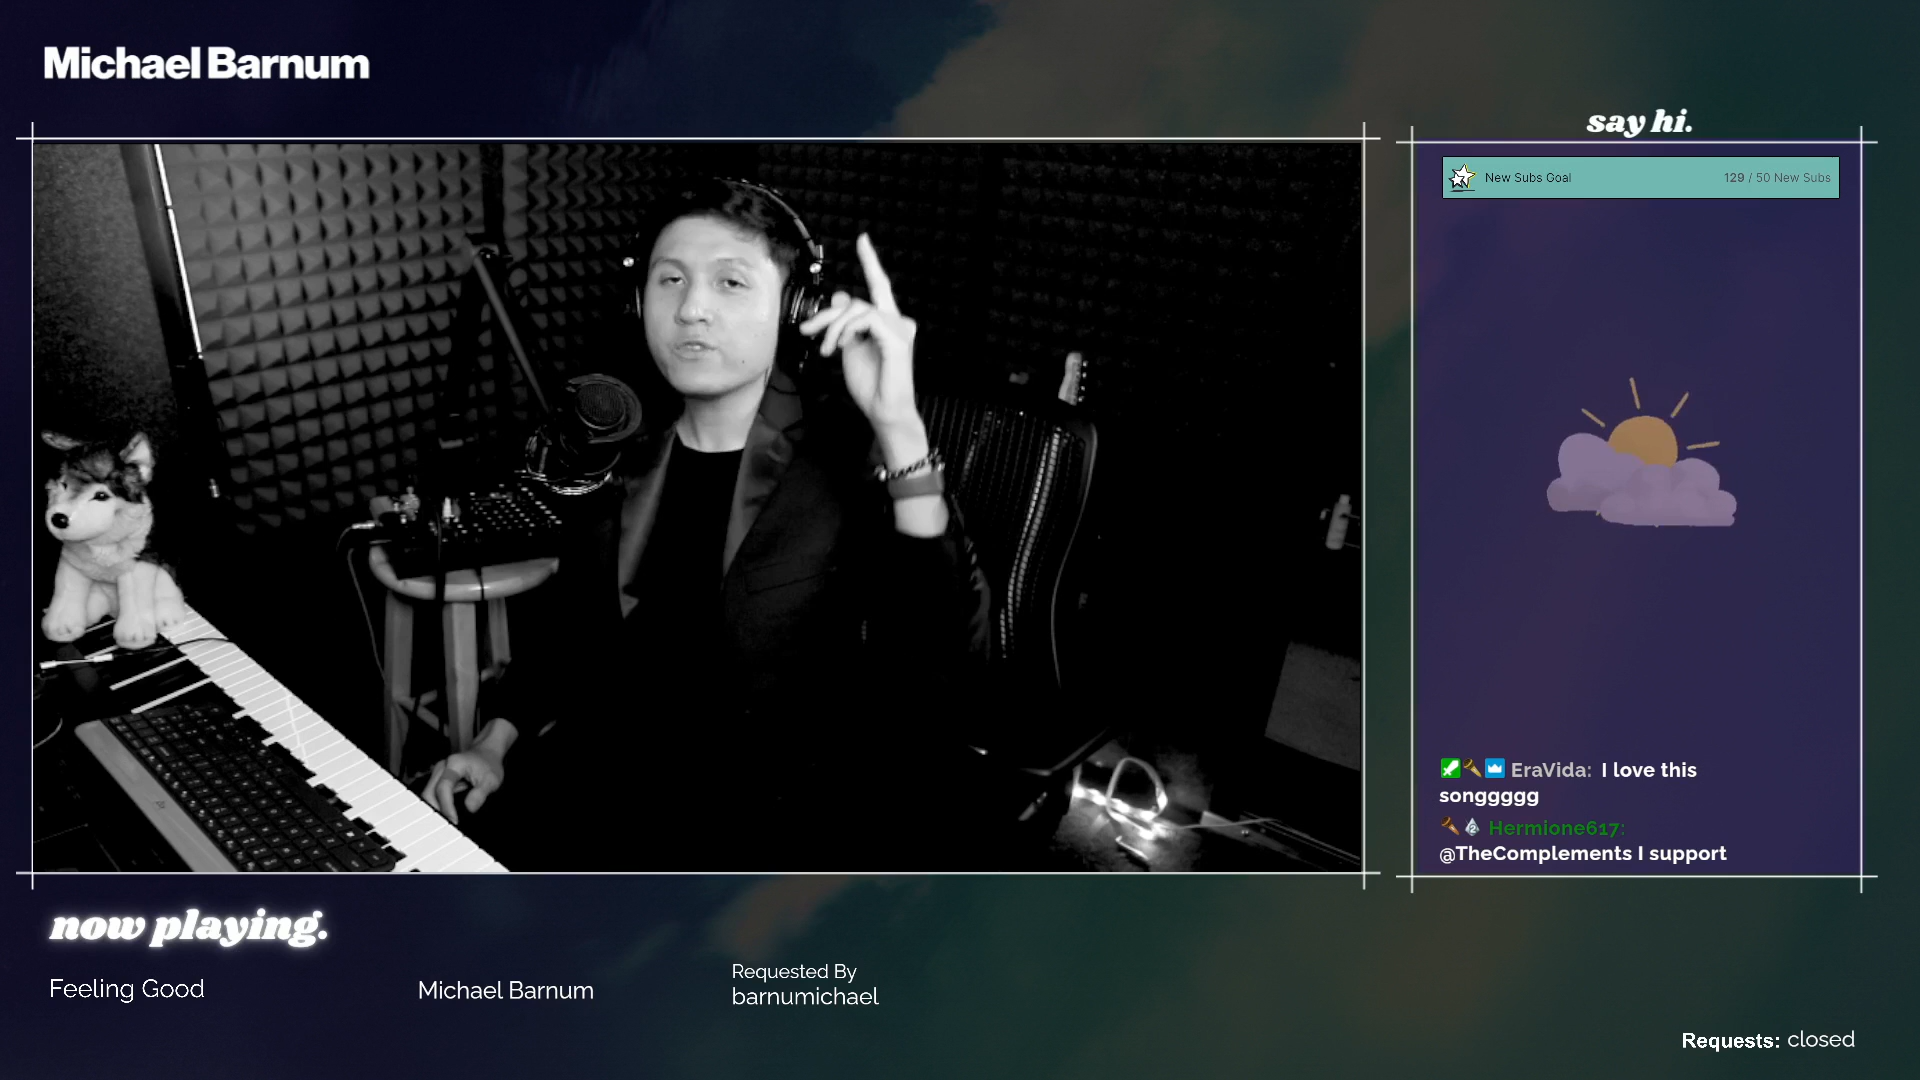 Michael Barnum
say hi.
New Subs Goal
129 / 50 New Subs
EraVida: I love this
songgggg
2 Hermione617:
@TheComplements I support
now playing.
Feeling Good
Michael Barnum
Requested By
barnumichael
Requests: closed